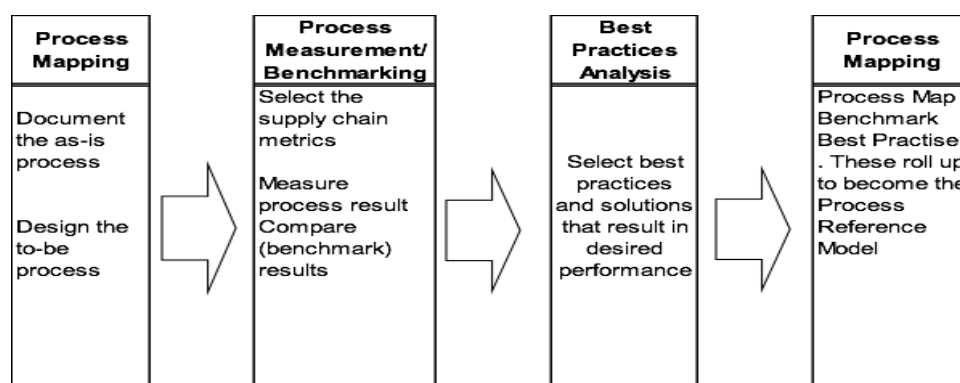 Process
Mapping
Document
the as-is
process
Design the
to-be
process
Process
Measurement/
Benchmarking
Select the
supply chain
metrics
Measure
process result
Compare
(benchmark)
results
Best
Practices
Analysis
Select best
practices
and solutions
that result in
desired
performance
Process
Mapping
Process Map
Benchmark
Best Practise
. These roll up
to become the
Process
Reference
Model